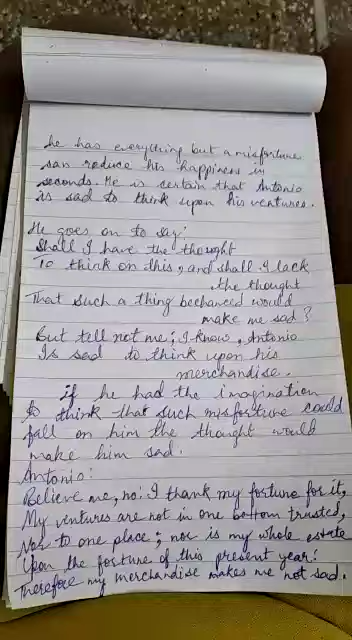 he has everything but a misfortune
can reduce his happiness in
seconds. He is certain that Antonio
is sad to think upon his ventures.
He goes on to say:
Shall I have the thought
To think on this, and shall I lack
the thought
That such a thing bechanced would
make me sad?
But tell not me; I know, Antonio
Is sad to think upon his
merchandise.
if he had the imagination
to think that such misfortune could
fall on him the thought would
make him sad.
Antonio:
Believe me, no: I thank my fortune for it,
My ventures are not in one bottom trusted,
Nor to one place; nor is my whole estate
Upon the fortune of this present year:
Therefore my merchandise makes me not sad.